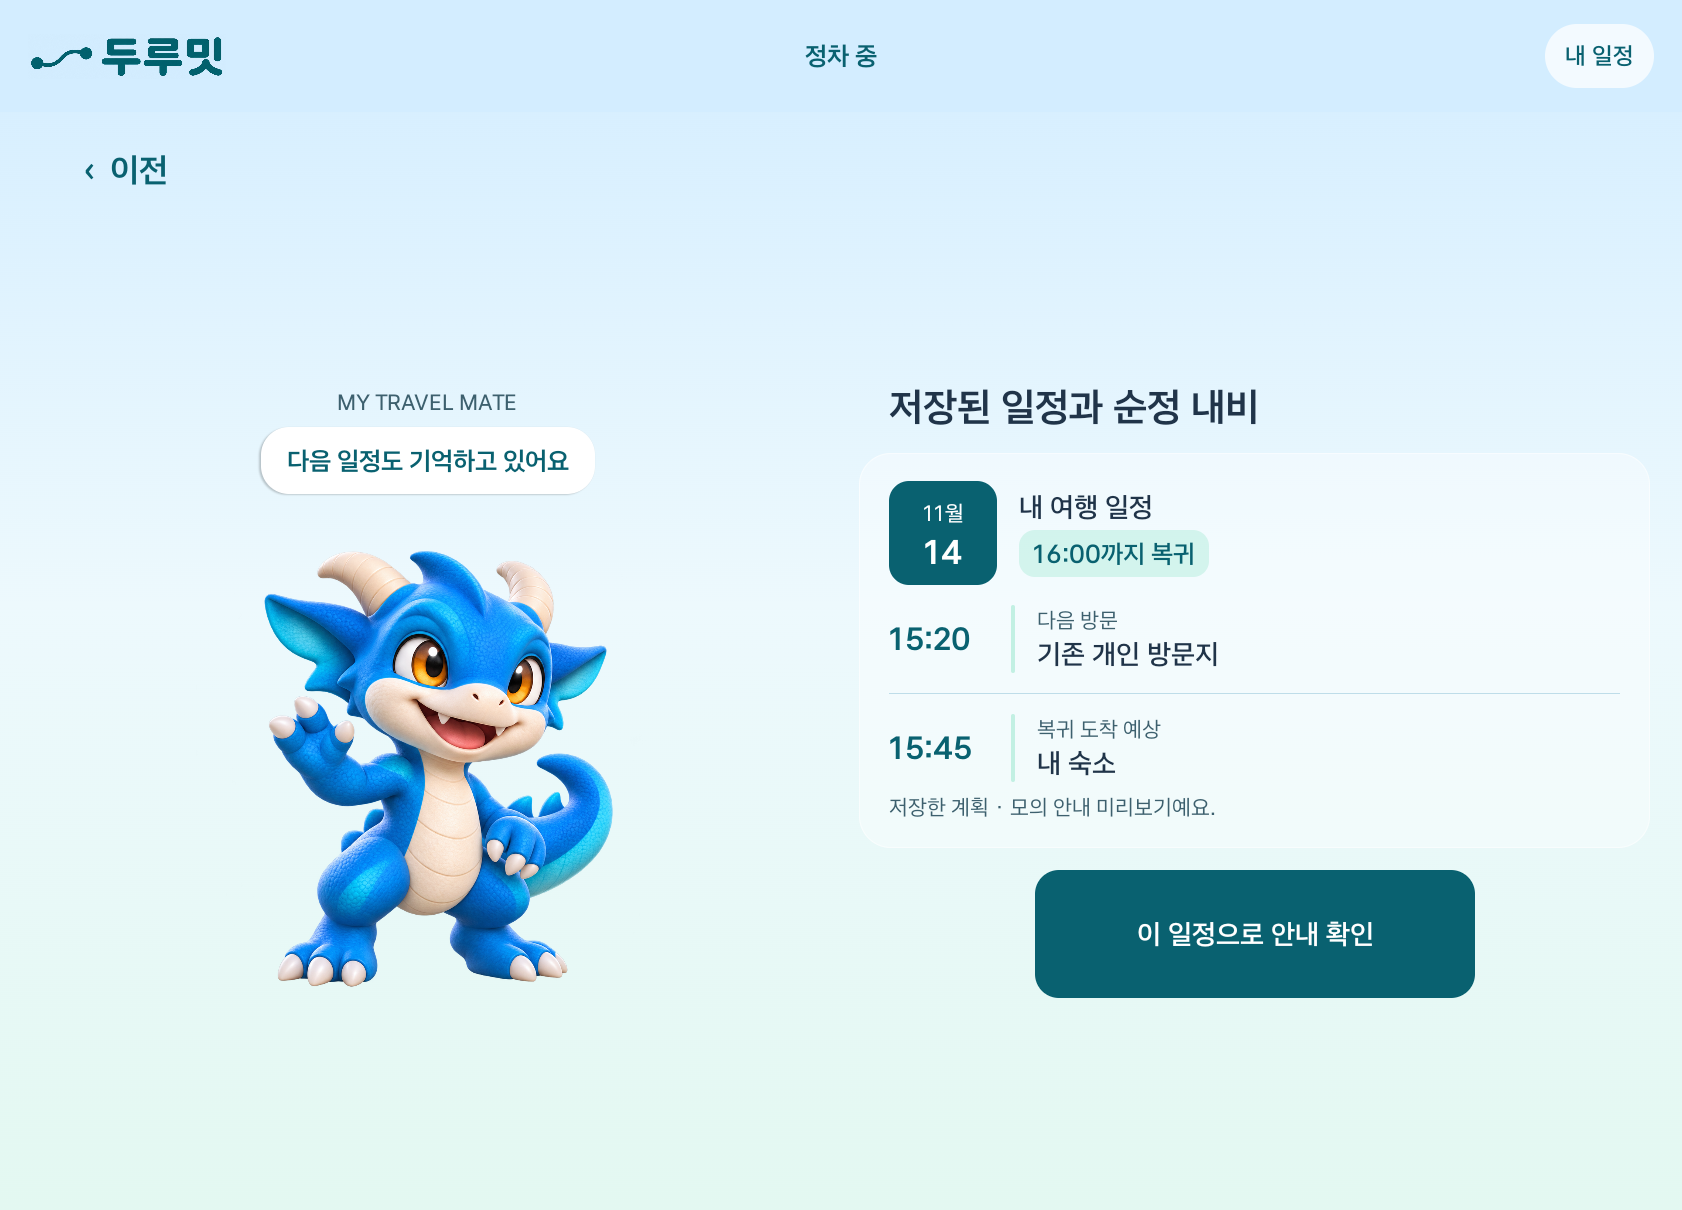 두루밋
정차 중
내 일정
‹ 이전
MY TRAVEL MATE
다음 일정도 기억하고 있어요
저장된 일정과 순정 내비
11월
14
내 여행 일정
16:00까지 복귀
15:20
다음 방문
기존 개인 방문지
15:45
복귀 도착 예상
내 숙소
저장한 계획 · 모의 안내 미리보기예요.
이 일정으로 안내 확인